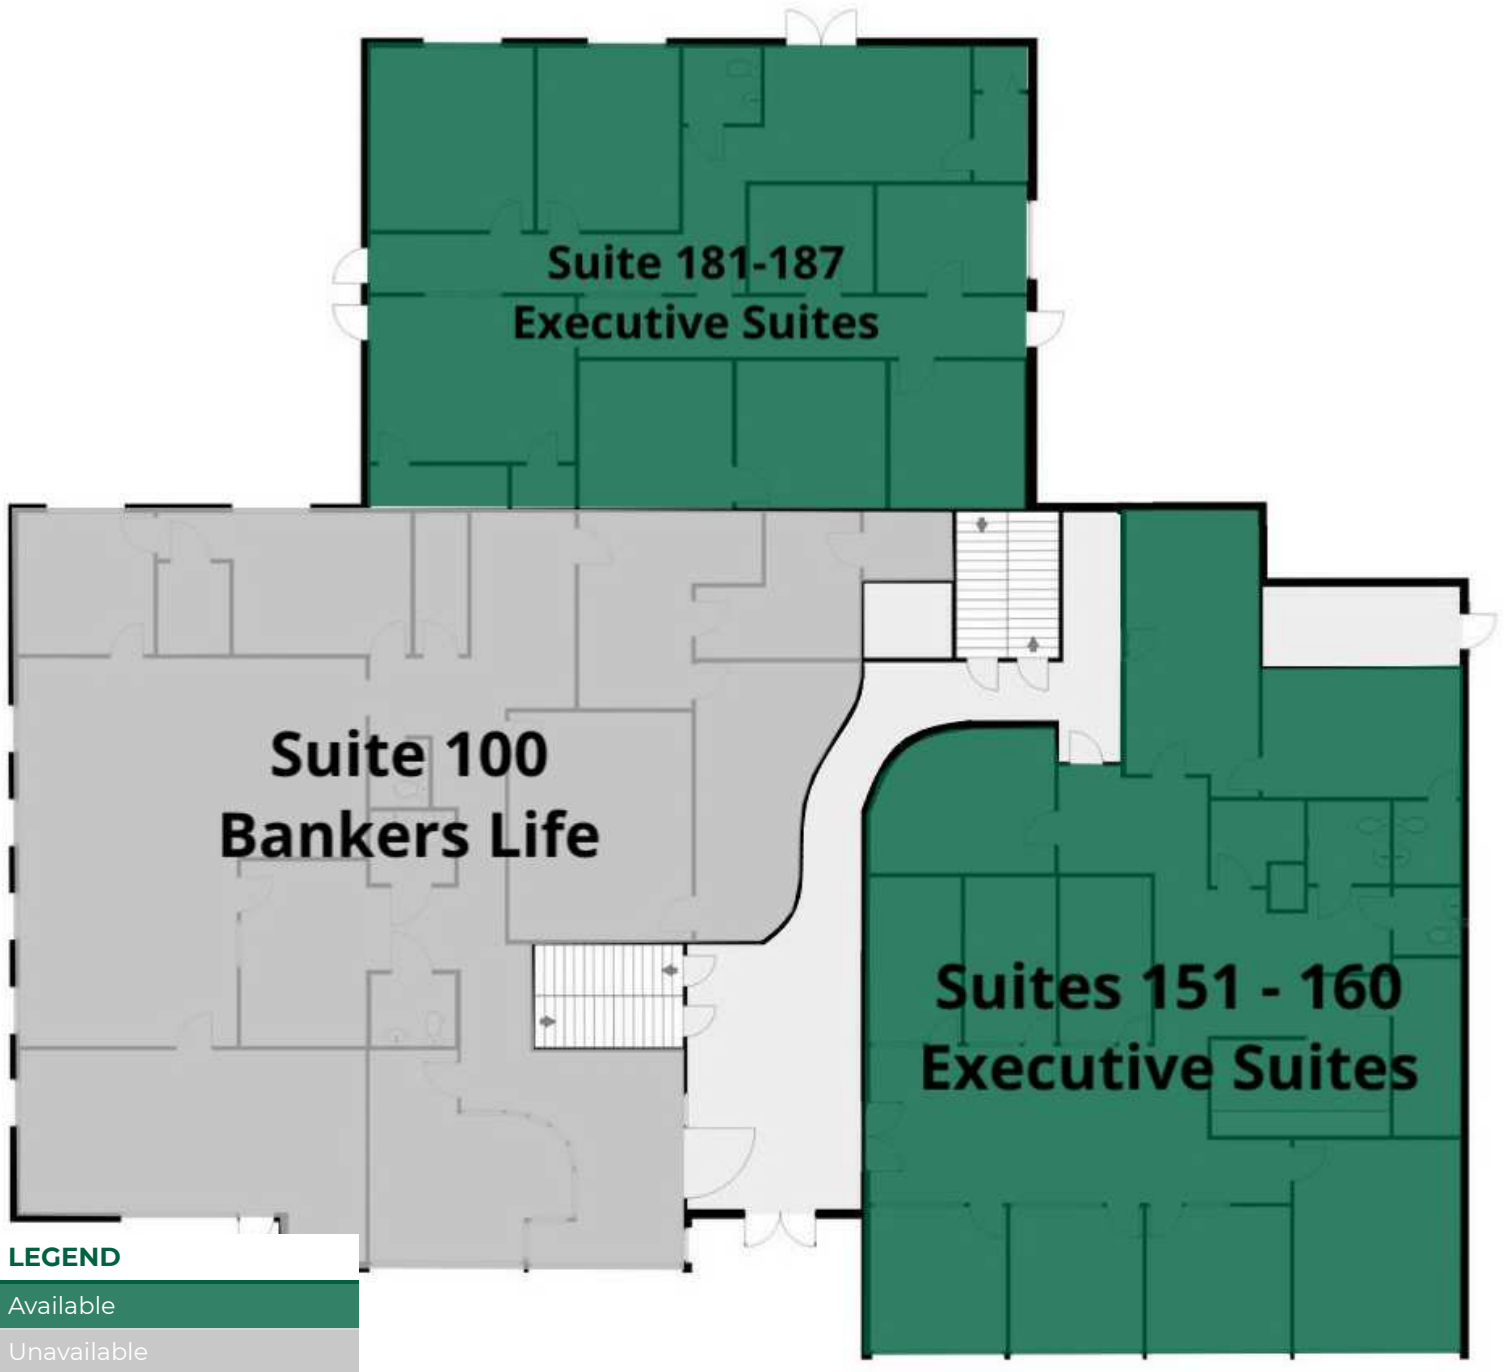 Suite 181-187
Executive Suites
Suite 100
Bankers Life
Suites 151 - 160
Executive Suites
LEGEND
Available
Unavailable